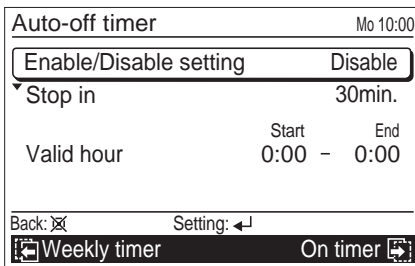 Auto-off timer Mo 10:00
Enable/Disable setting Disable
Stop in 30min.
Start End
Valid hour 0:00 – 0:00
Back: Setting:
Weekly timer On timer